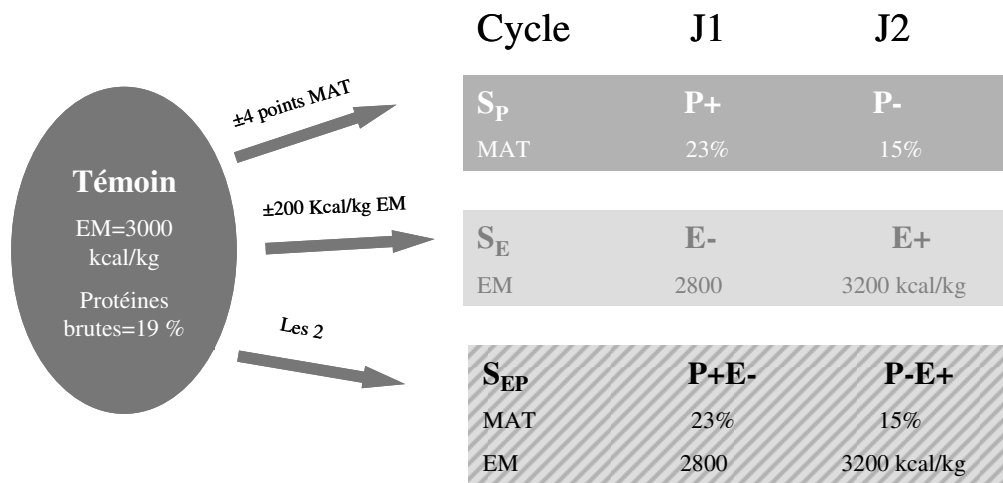 Cycle J1 J2
±4 points MAT
S_P P+ P-
MAT 23% 15%
Témoin
EM=3000
kcal/kg
Protéines
brutes=19 %
±200 Kcal/kg EM
S_E E- E+
EM 2800 3200 kcal/kg
Les 2
S_EP P+E- P-E+
MAT 23% 15%
EM 2800 3200 kcal/kg